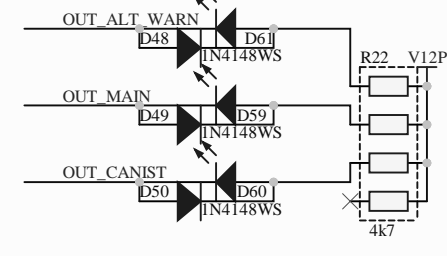 OUT_ALT_WARN
D48 D61
1N4148WS
R22 V12P
OUT_MAIN
D49 D59
1N4148WS
OUT_CANIST
D50 D60
1N4148WS
4k7